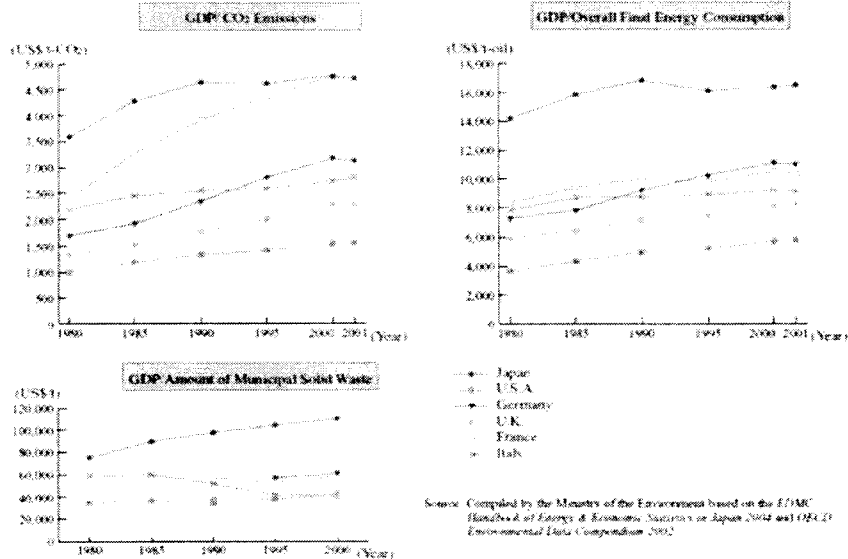 GDP/CO₂ Emissions
(US$/t-CO₂)
5,000
4,500
4,000
3,500
3,000
2,500
2,000
1,500
1,000
500
0
1980 1985 1990 1995 2000 2001 (Year)
GDP/Overall Final Energy Consumption
(US$/t-oil)
18,000
16,000
14,000
12,000
10,000
8,000
6,000
4,000
2,000
0
1980 1985 1990 1995 2000 2001 (Year)
GDP/Amount of Municipal Solid Waste
(US$/t)
120,000
100,000
80,000
60,000
40,000
20,000
0
1980 1985 1990 1995 2000
Japan
U.S.A
Germany
U.K.
France
Italy
Source: Compiled by the Ministry of the Environment based on the EDMC
Handbook of Energy & Economic Statistics in Japan 2004 and OECD
Environmental Data Compendium 2002